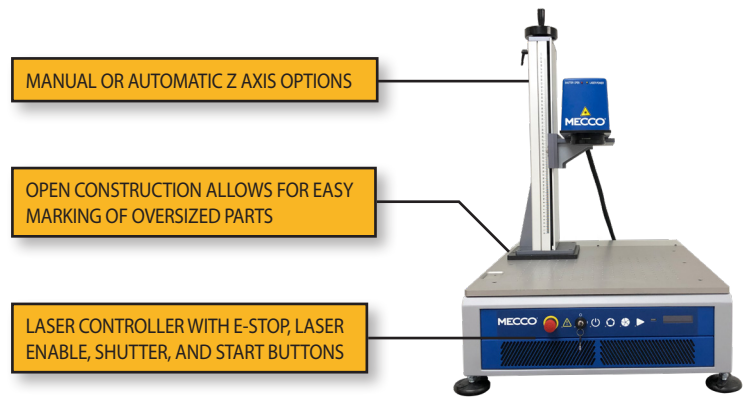 MANUAL OR AUTOMATIC Z AXIS OPTIONS
MECCO
OPEN CONSTRUCTION ALLOWS FOR EASY
MARKING OF OVERSIZED PARTS
LASER CONTROLLER WITH E-STOP, LASER
ENABLE, SHUTTER, AND START BUTTONS
MECCO